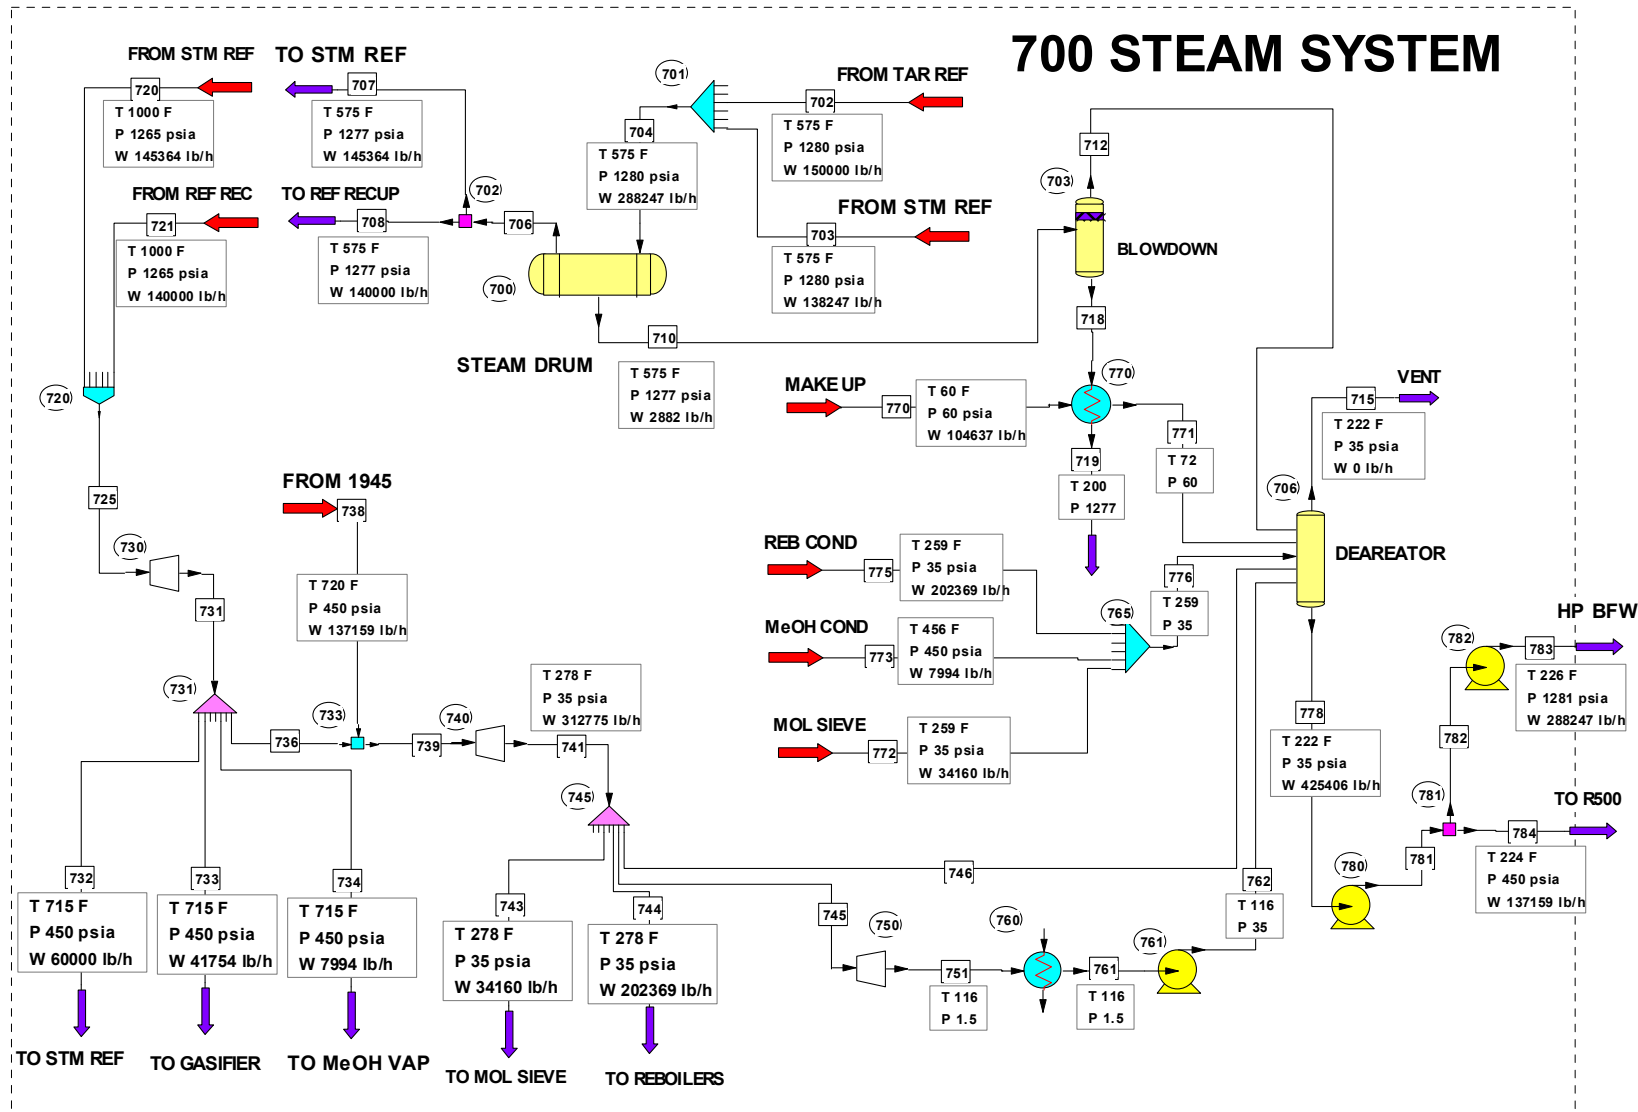 700 STEAM SYSTEM
FROM STM REF
TO STM REF
720
T 1000 F
P 1265 psia
W 145364 lb/h
707
T 575 F
P 1277 psia
W 145364 lb/h
FROM REF REC
721
T 1000 F
P 1265 psia
W 140000 lb/h
TO REF RECUP
708
T 575 F
P 1277 psia
W 140000 lb/h
702
706
700
STEAM DRUM
701
704
T 575 F
P 1280 psia
W 288247 lb/h
FROM TAR REF
702
T 575 F
P 1280 psia
W 150000 lb/h
FROM STM REF
703
T 575 F
P 1280 psia
W 138247 lb/h
710
T 575 F
P 1277 psia
W 2882 lb/h
712
703
BLOWDOWN
718
770
MAKE UP
770
T 60 F
P 60 psia
W 104637 lb/h
771
T 72
P 60
719
T 200
P 1277
VENT
715
T 222 F
P 35 psia
W 0 lb/h
706
DEAREATOR
REB COND
775
T 259 F
P 35 psia
W 202369 lb/h
MeOH COND
773
T 456 F
P 450 psia
W 7994 lb/h
MOL SIEVE
772
T 259 F
P 35 psia
W 34160 lb/h
765
776
T 259
P 35
720
725
730
731
FROM 1945
738
T 720 F
P 450 psia
W 137159 lb/h
731
736
733
739
740
741
T 278 F
P 35 psia
W 312775 lb/h
745
732
T 715 F
P 450 psia
W 60000 lb/h
TO STM REF
733
T 715 F
P 450 psia
W 41754 lb/h
TO GASIFIER
734
T 715 F
P 450 psia
W 7994 lb/h
TO MeOH VAP
743
T 278 F
P 35 psia
W 34160 lb/h
TO MOL SIEVE
744
T 278 F
P 35 psia
W 202369 lb/h
TO REBOILERS
746
745
750
751
T 116
P 1.5
760
761
T 116
P 1.5
761
762
T 116
P 35
778
T 222 F
P 35 psia
W 425406 lb/h
780
781
781
782
782
HP BFW
783
T 226 F
P 1281 psia
W 288247 lb/h
TO R500
784
T 224 F
P 450 psia
W 137159 lb/h